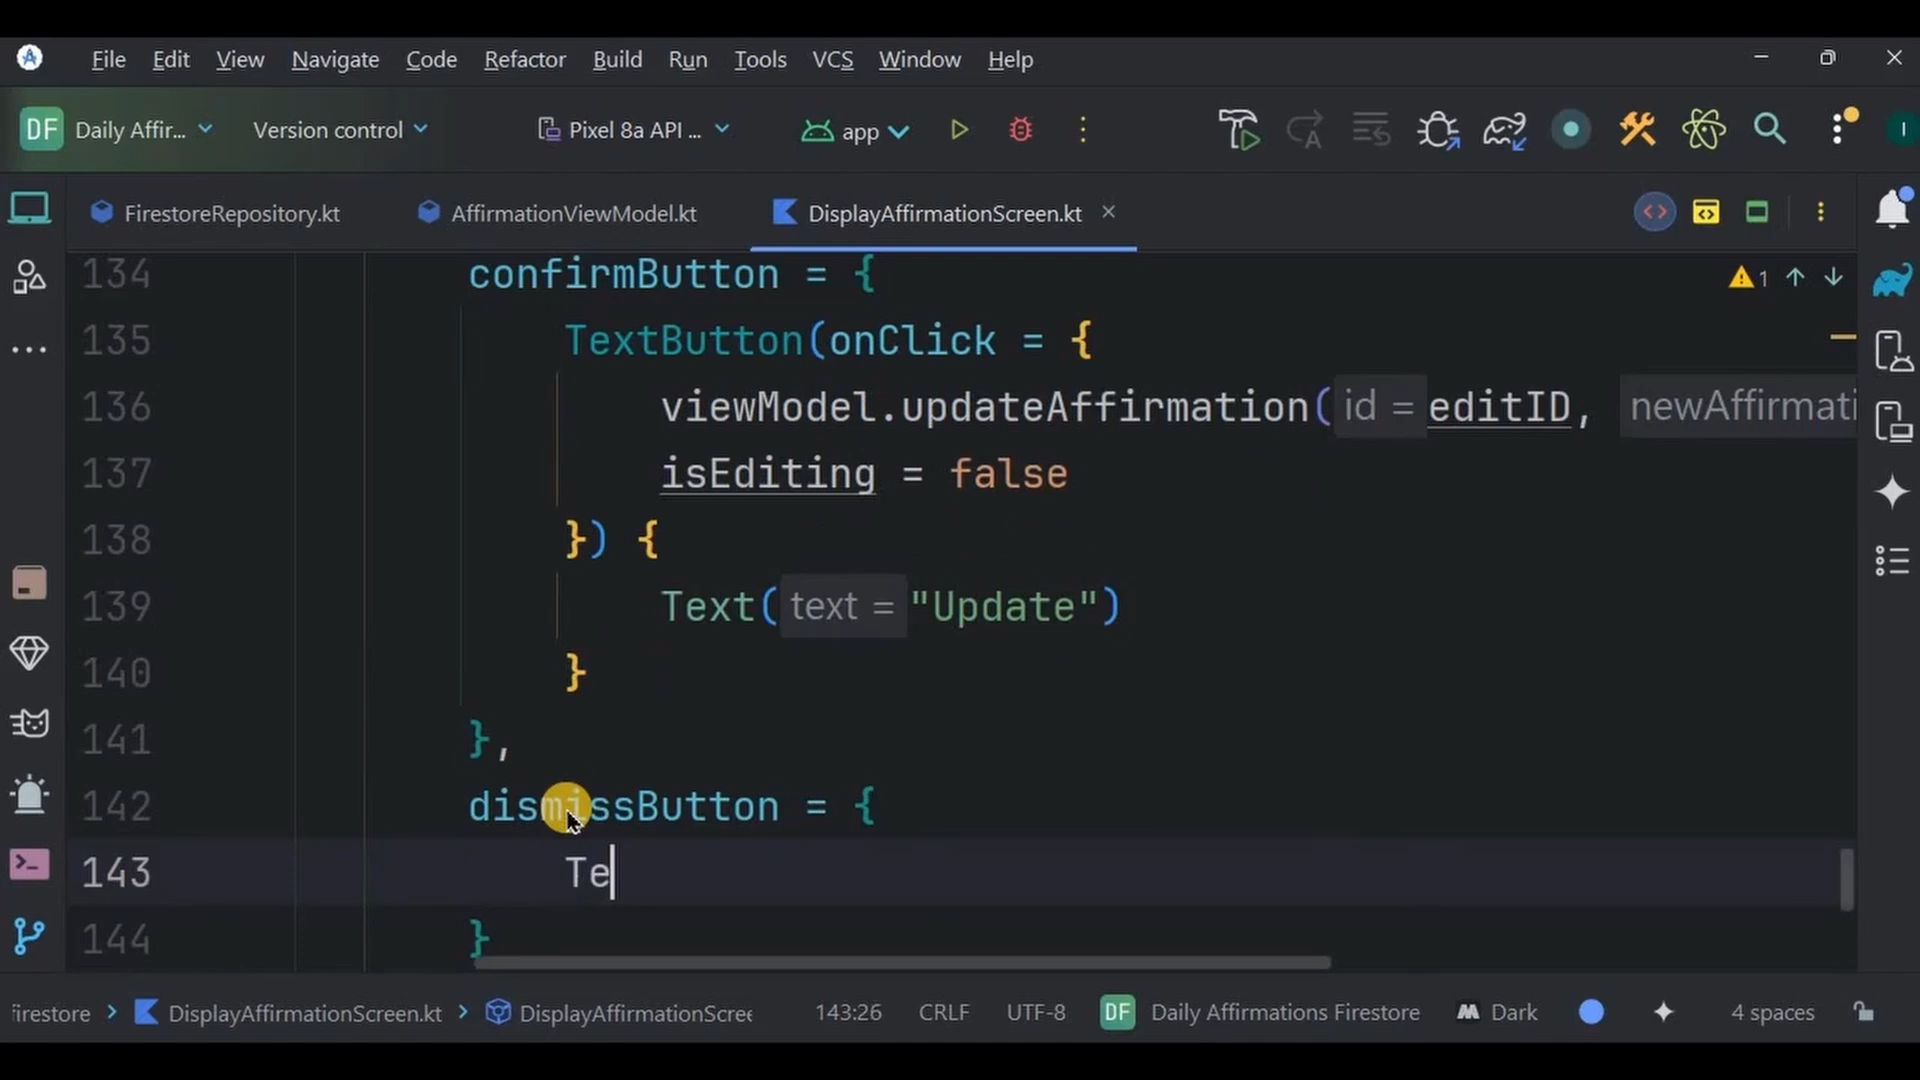 File Edit View Navigate Code Refactor Build Run Tools VCS Window Help
DF Daily Affir... Version control Pixel 8a API ... app I
FirestoreRepository.kt AffirmationViewModel.kt DisplayAffirmationScreen.kt
134 confirmButton = { 1
135 TextButton(onClick = {
136 viewModel.updateAffirmation( id = editID, newAffirmati
137 isEditing = false
138 }) {
139 Text( text = "Update")
140 }
141 },
142 dismissButton = {
143 Te
144 }
irestore DisplayAffirmationScreen.kt DisplayAffirmationScree 143:26 CRLF UTF-8 DF Daily Affirmations Firestore Dark 4 spaces